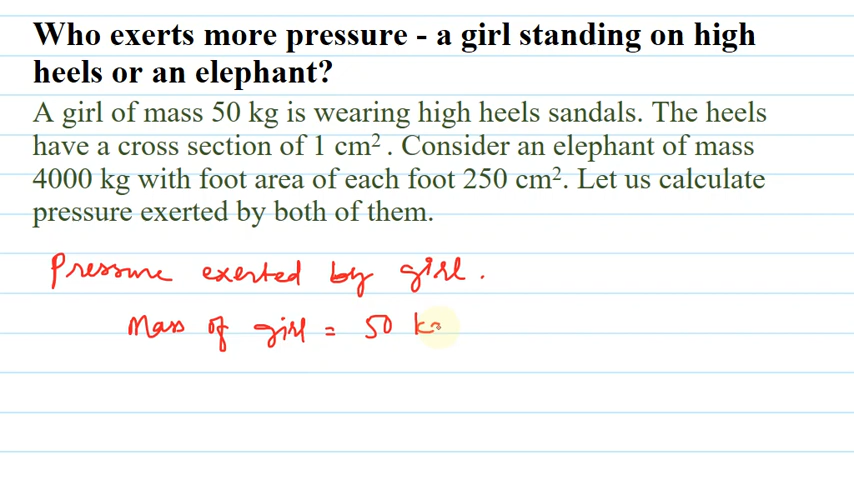 Who exerts more pressure - a girl standing on high
heels or an elephant?
A girl of mass 50 kg is wearing high heels sandals. The heels
have a cross section of 1 cm². Consider an elephant of mass
4000 kg with foot area of each foot 250 cm². Let us calculate
pressure exerted by both of them.
Pressure exerted by girl.
Mass of girl = 50